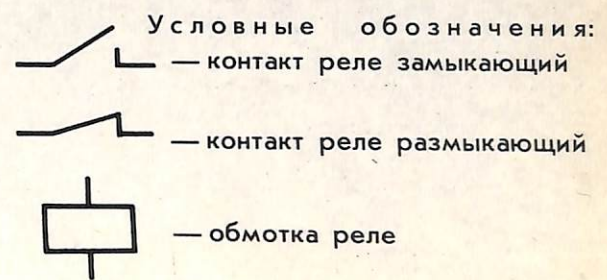 Условные обозначения:
— контакт реле замыкающий
— контакт реле размыкающий
— обмотка реле